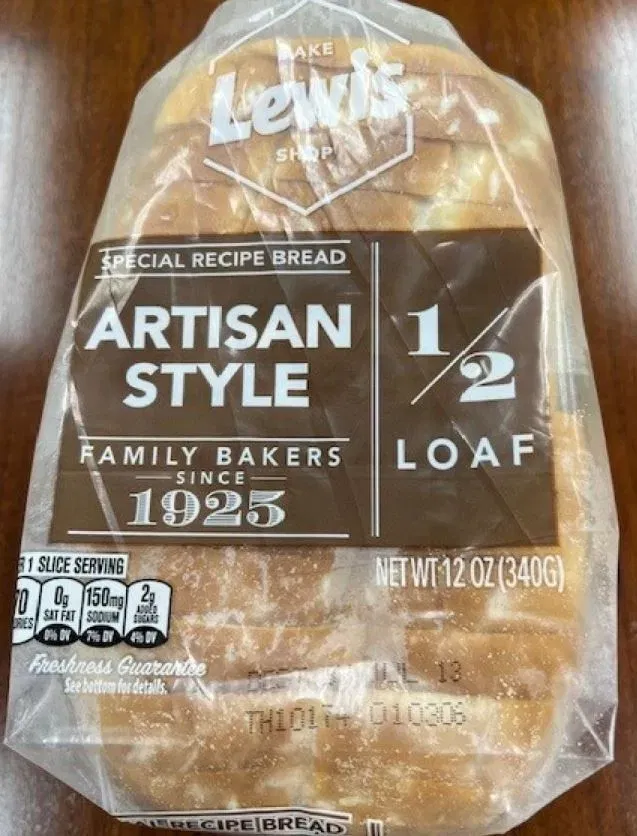 BAKE
Lewis
SHOP
SPECIAL RECIPE BREAD
ARTISAN
STYLE
FAMILY BAKERS
SINCE
1925
1/2
LOAF
NET WT 12 OZ (340G)
1 SLICE SERVING
0g
SAT FAT
0% DV
150mg
SODIUM
7% DV
2g
ADDED
SUGARS
4% DV
Freshness Guarantee
See bottom for details.
JUL 13
010306
RECIPE BREAD